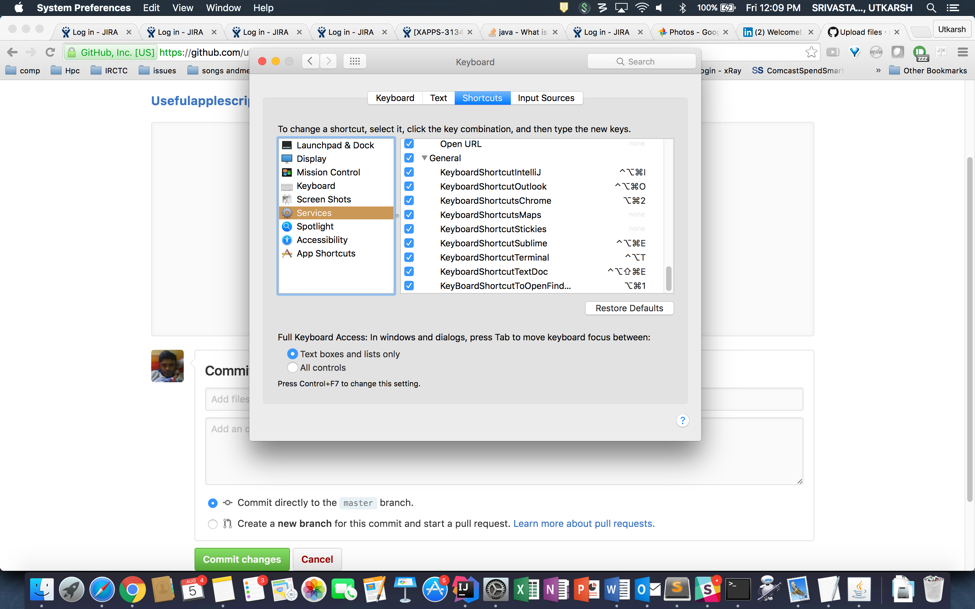 System Preferences Edit View Window Help 100% Fri 12:09 PM SRIVASTA..., UTKARSH
Log in - JIRA Log in - JIRA Log in - JIRA Log in - JIRA [XAPPS-3134 java - What is Log in - JIRA Photos - Goo (2) Welcome! Upload files Utkarsh
GitHub, Inc. [US] https://github.com/u
comp Hpc IRCTC issues songs andme ogin - xRay SS ComcastSpendSmar » Other Bookmarks
Keyboard
Search
Usefulapplescrip
Keyboard Text Shortcuts Input Sources
To change a shortcut, select it, click the key combination, and then type the new keys.
Launchpad & Dock
Display
Mission Control
Keyboard
Screen Shots
Services
Spotlight
Accessibility
App Shortcuts
Open URL none
General
KeyboardShortcutIntelliJ ^⌥⌘I
KeyboardShortcutOutlook ^⌥⌘O
KeyboardShortcutsChrome ⌥⌘2
KeyboardShortcutsMaps none
KeyboardShortcutStickies none
KeyboardShortcutSublime ^⌥⌘E
KeyboardShortcutTerminal ^⌥T
KeyboardShortcutTextDoc ^⌥⇧⌘E
KeyBoardShortcutToOpenFind... ⌥⌘1
Restore Defaults
Full Keyboard Access: In windows and dialogs, press Tab to move keyboard focus between:
Text boxes and lists only
All controls
Press Control+F7 to change this setting.
?
Commi
Add files
Add an o
Commit directly to the master branch.
Create a new branch for this commit and start a pull request. Learn more about pull requests.
Commit changes Cancel